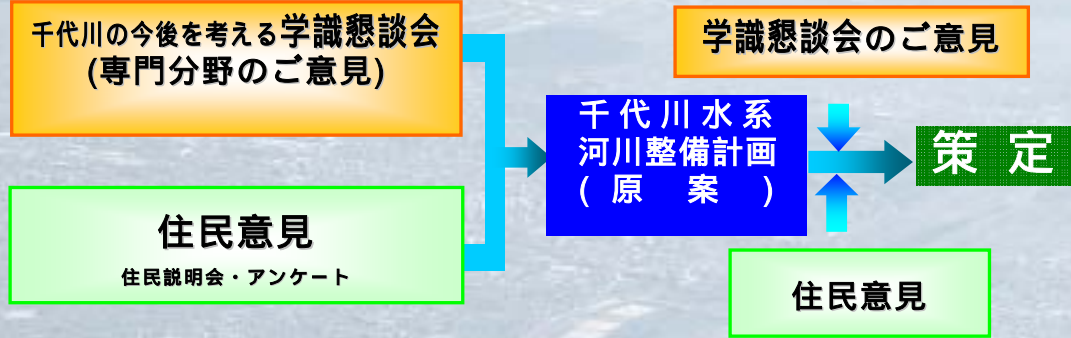 千代川の今後を考える学識懇談会
(専門分野のご意見)
住民意見
住民説明会・アンケート
千代川水系
河川整備計画
(原案)
学識懇談会のご意見
住民意見
策定